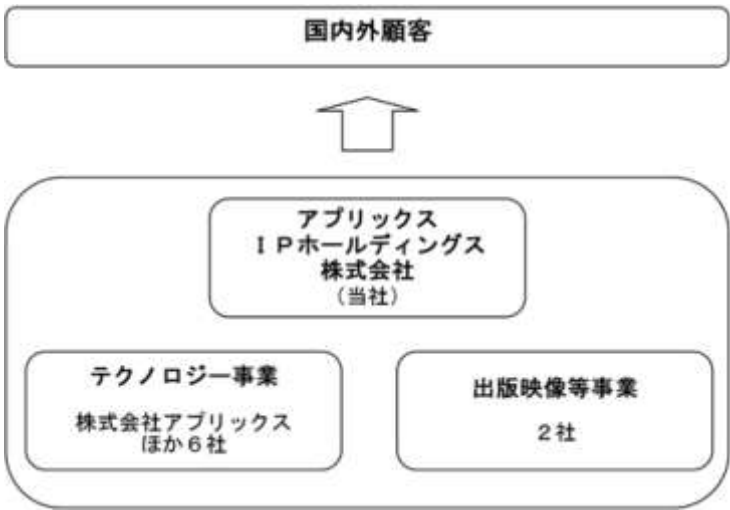 国内外顧客
アプリックス
ＩＰホールディングス
株式会社
（当社）
テクノロジー事業
株式会社アプリックス
ほか６社
出版映像等事業
２社